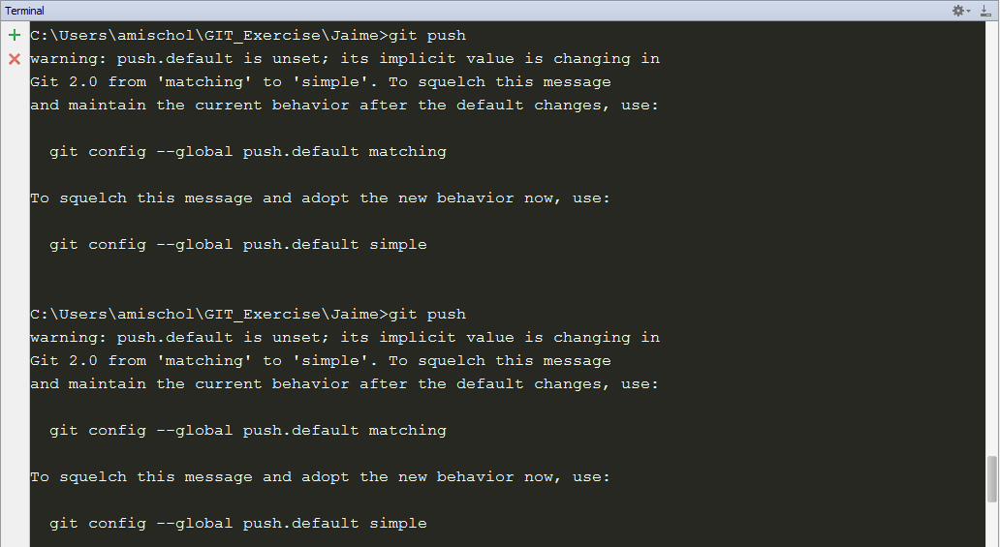 Terminal
C:\Users\amischol\GIT_Exercise\Jaime>git push
warning: push.default is unset; its implicit value is changing in
Git 2.0 from 'matching' to 'simple'. To squelch this message
and maintain the current behavior after the default changes, use:
git config --global push.default matching
To squelch this message and adopt the new behavior now, use:
git config --global push.default simple
C:\Users\amischol\GIT_Exercise\Jaime>git push
warning: push.default is unset; its implicit value is changing in
Git 2.0 from 'matching' to 'simple'. To squelch this message
and maintain the current behavior after the default changes, use:
git config --global push.default matching
To squelch this message and adopt the new behavior now, use:
git config --global push.default simple